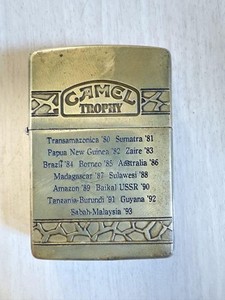 CAMEL
TROPHY
Transamazonica '80 Sumatra '81
Papua New Guinea '82 Zaire '83
Brazil '84 Borneo '85 Australia '86
Madagascar '87 Sulawesi '88
Amazon '89 Baikal USSR '90
Tanzania-Burundi '91 Guyana '92
Sabah-Malaysia '93